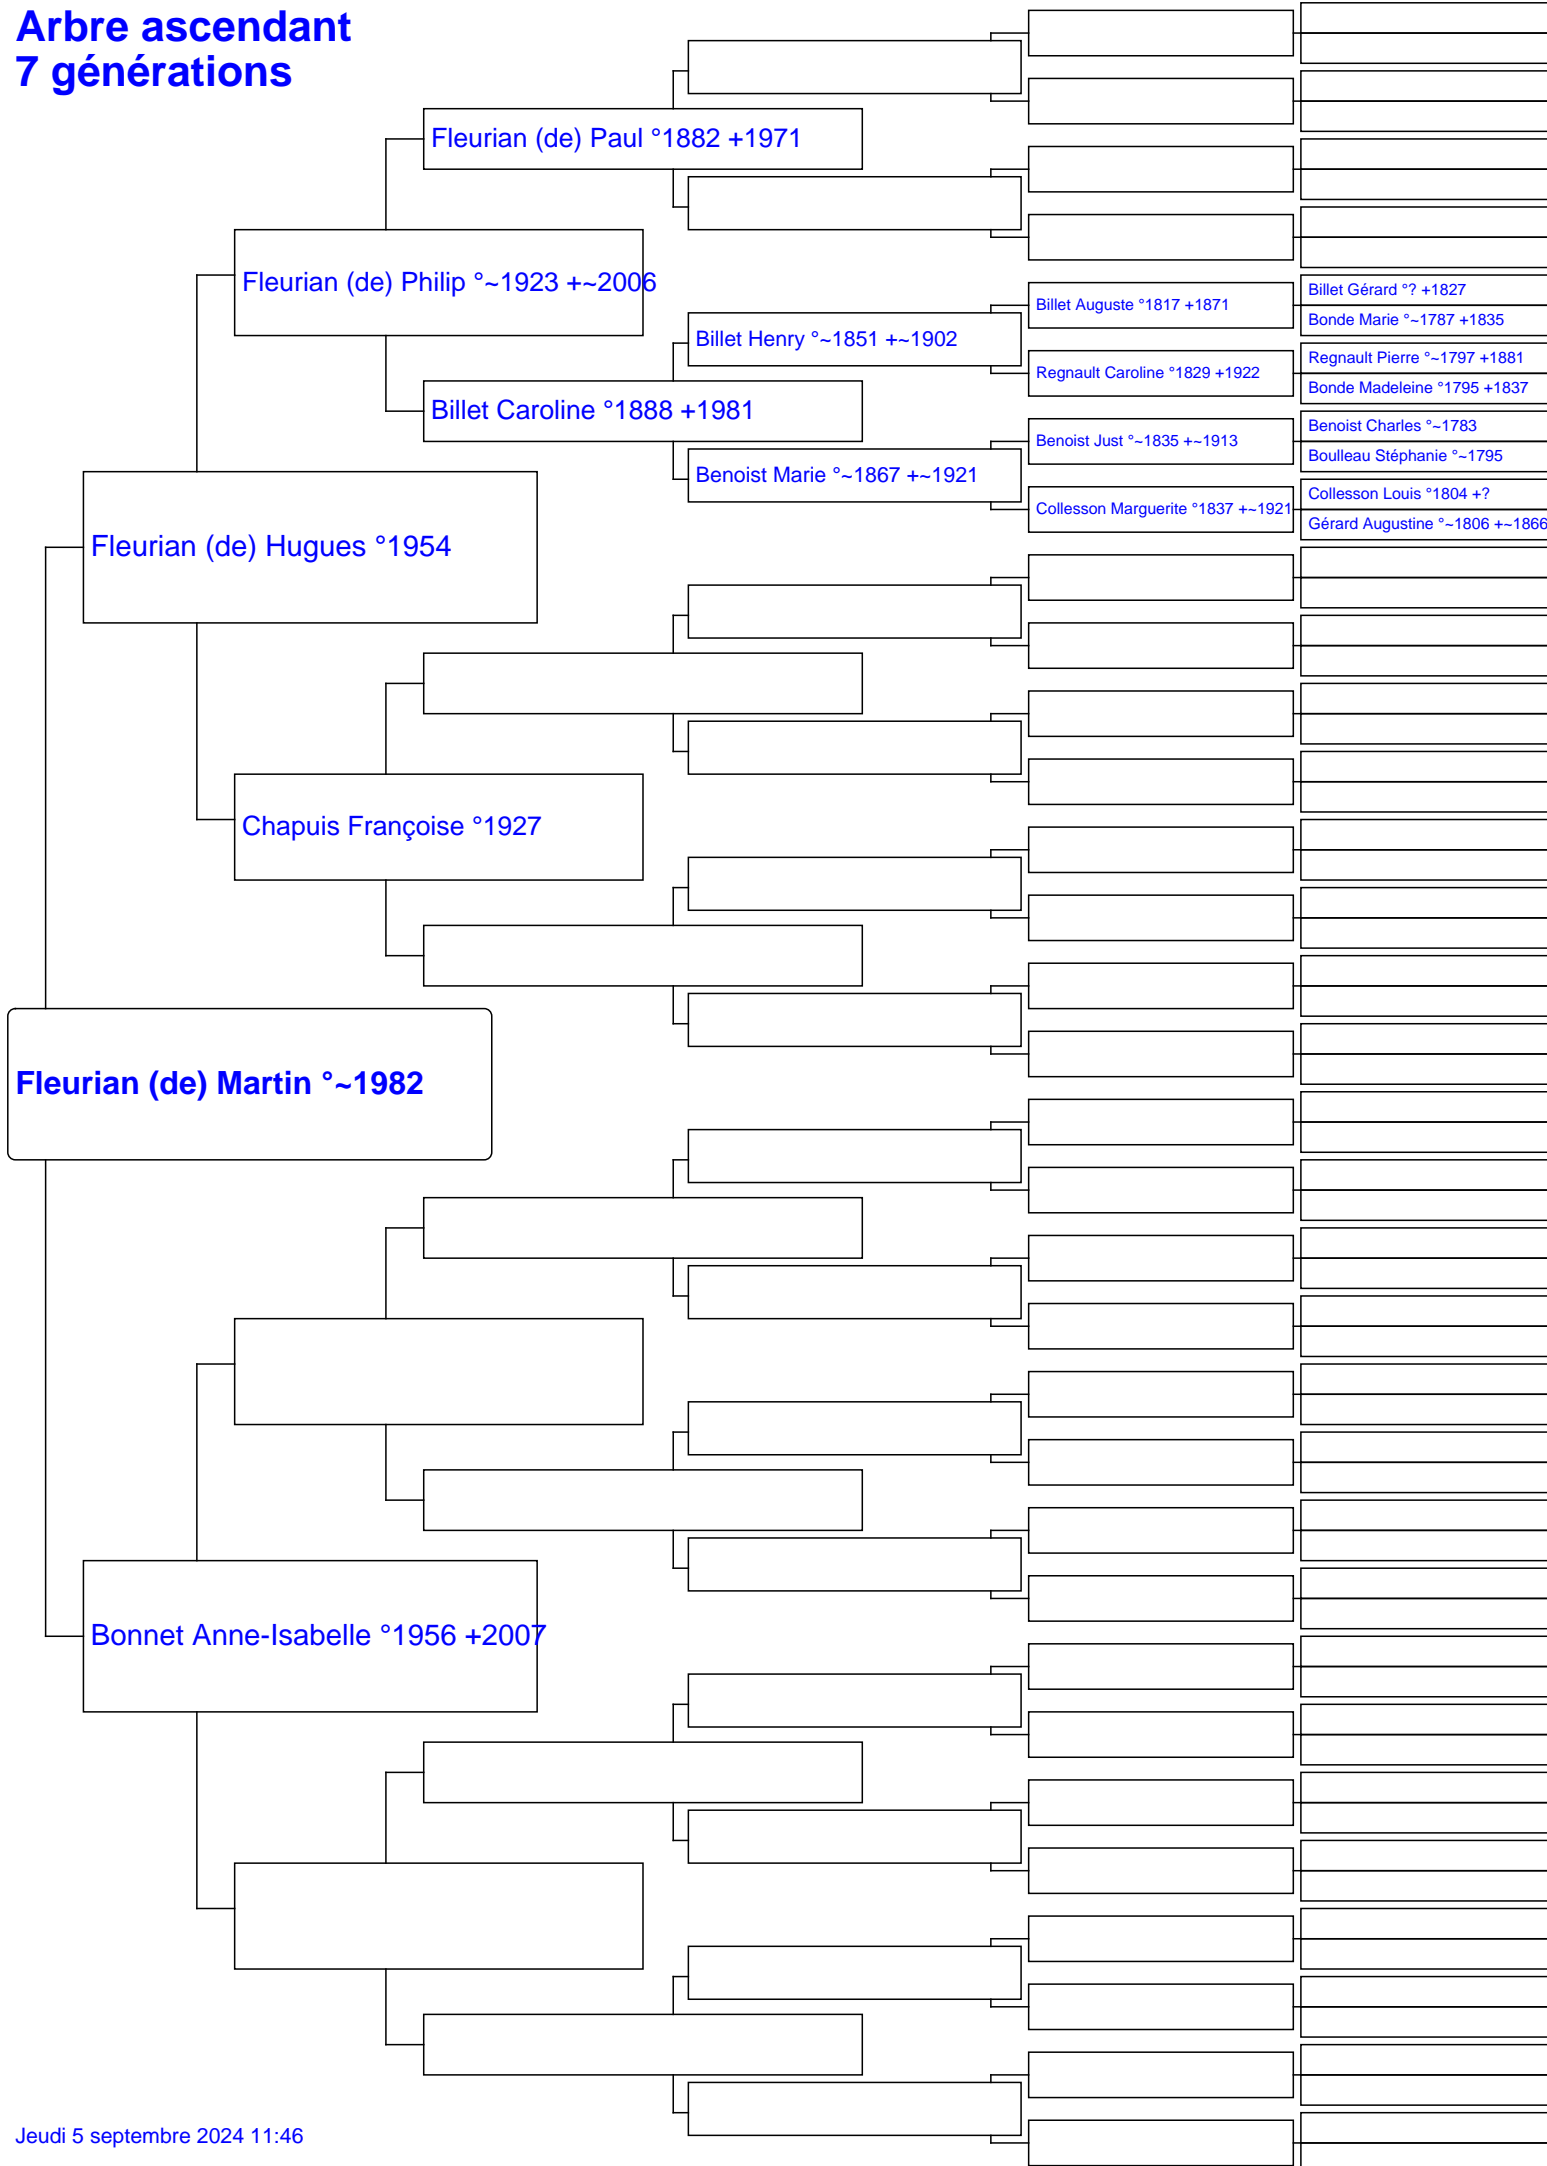 Arbre ascendant
7 générations
Fleurian (de) Paul °1882 +1971
Fleurian (de) Philip °~1923 +~2006
Billet Gérard °? +1827
Billet Auguste °1817 +1871
Bonde Marie °~1787 +1835
Billet Henry °~1851 +~1902
Regnault Pierre °~1797 +1881
Regnault Caroline °1829 +1922
Bonde Madeleine °1795 +1837
Billet Caroline °1888 +1981
Benoist Charles °~1783
Benoist Just °~1835 +~1913
Boulleau Stéphanie °~1795
Benoist Marie °~1867 +~1921
Collesson Louis °1804 +?
Collesson Marguerite °1837 +~1921
Gérard Augustine °~1806 +~1866
Fleurian (de) Hugues °1954
Chapuis Françoise °1927
Fleurian (de) Martin °~1982
Bonnet Anne-Isabelle °1956 +2007
Jeudi 5 septembre 2024 11:46